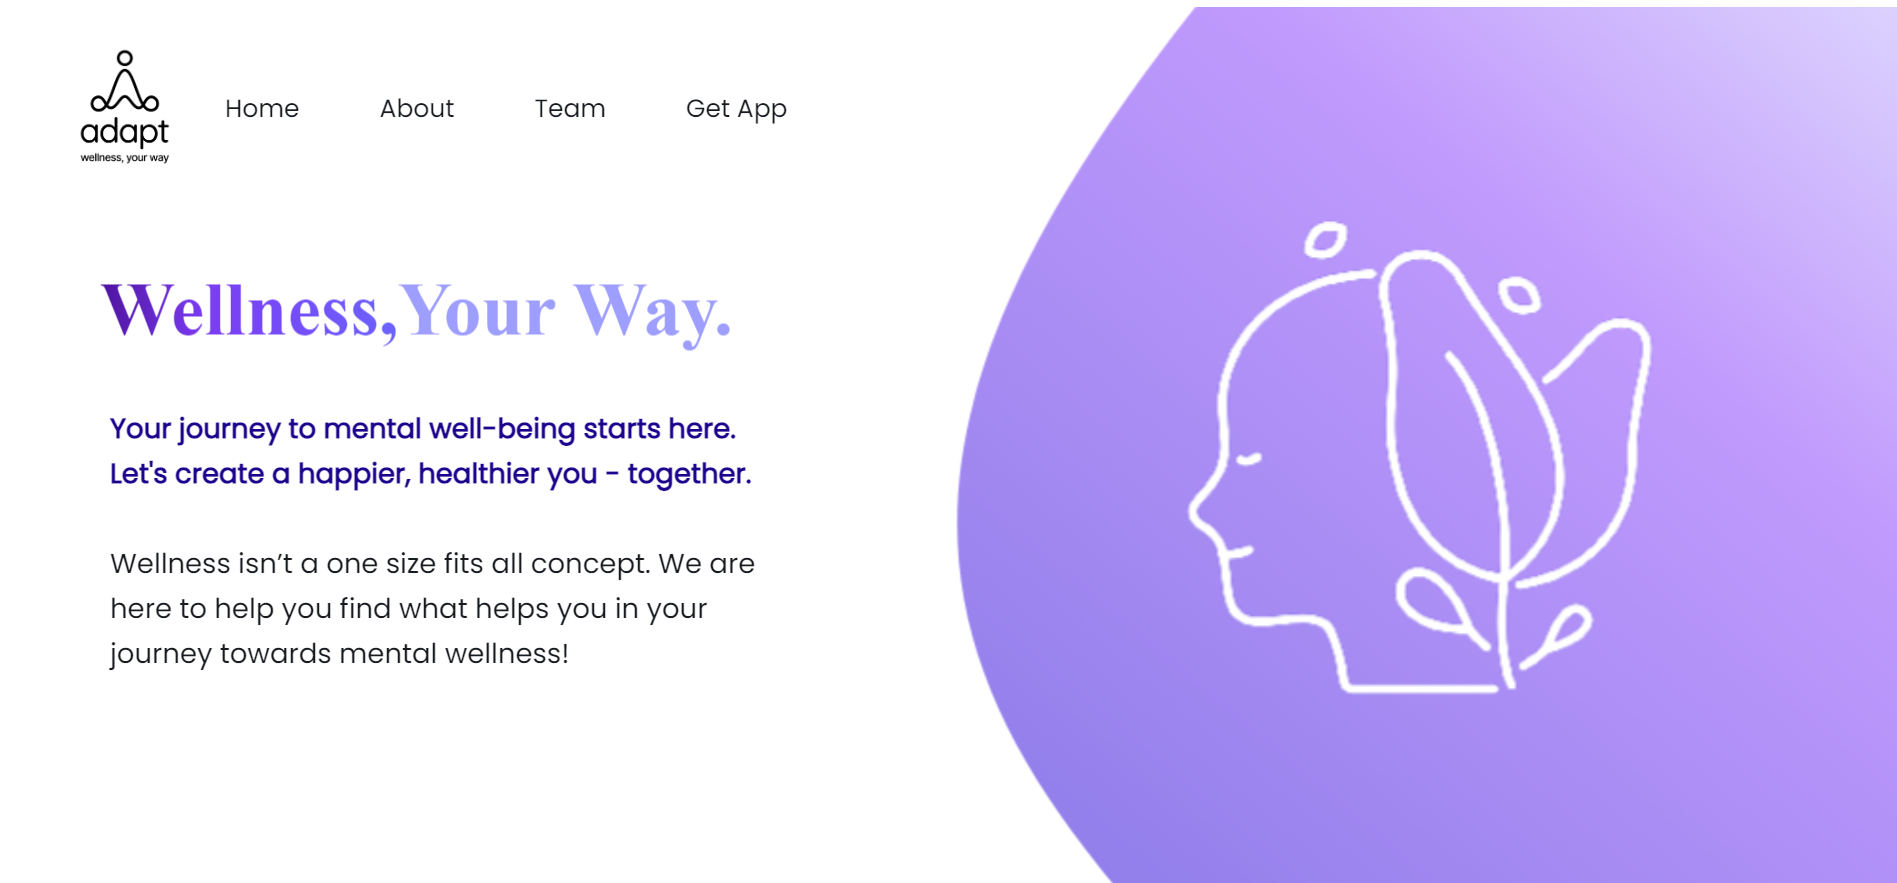 adapt
wellness, your way
Home About Team Get App
Wellness,Your Way.
Your journey to mental well-being starts here.
Let's create a happier, healthier you - together.
Wellness isn’t a one size fits all concept. We are
here to help you find what helps you in your
journey towards mental wellness!